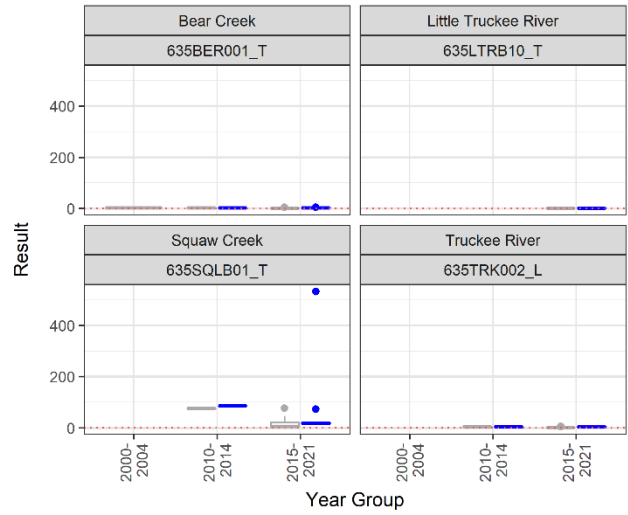 Bear Creek
Little Truckee River
635BER001_T
635LTRB10_T
400
200
0
Squaw Creek
Truckee River
635SQLB01_T
635TRK002_L
400
200
0
Result
2000-
2004
2010-
2014
2015-
2021
2000-
2004
2010-
2014
2015-
2021
Year Group